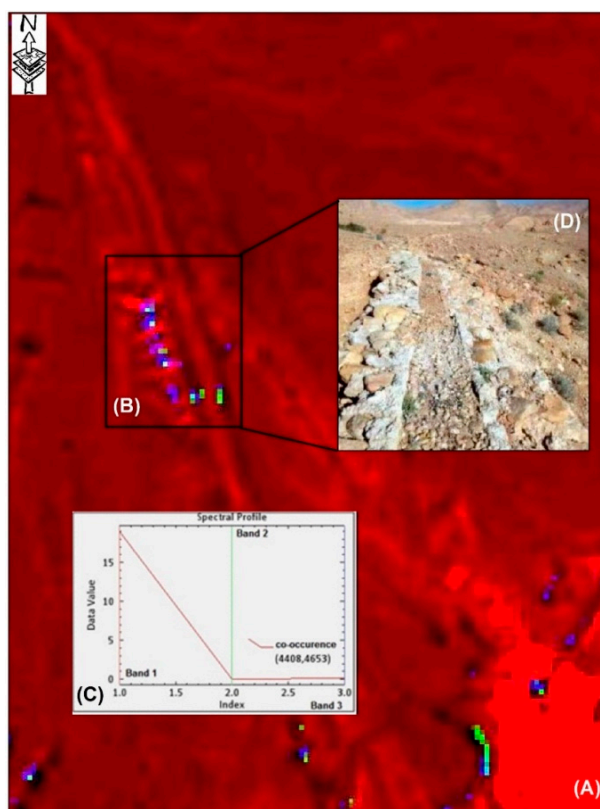 N
(D)
(B)
Spectral Profile
Band 2
15
10
5
0
Data Value
co-occurence
(4408,4653)
Band 1
1.0
1.5
2.0
2.5
3.0
Index
Band 3
(C)
(A)